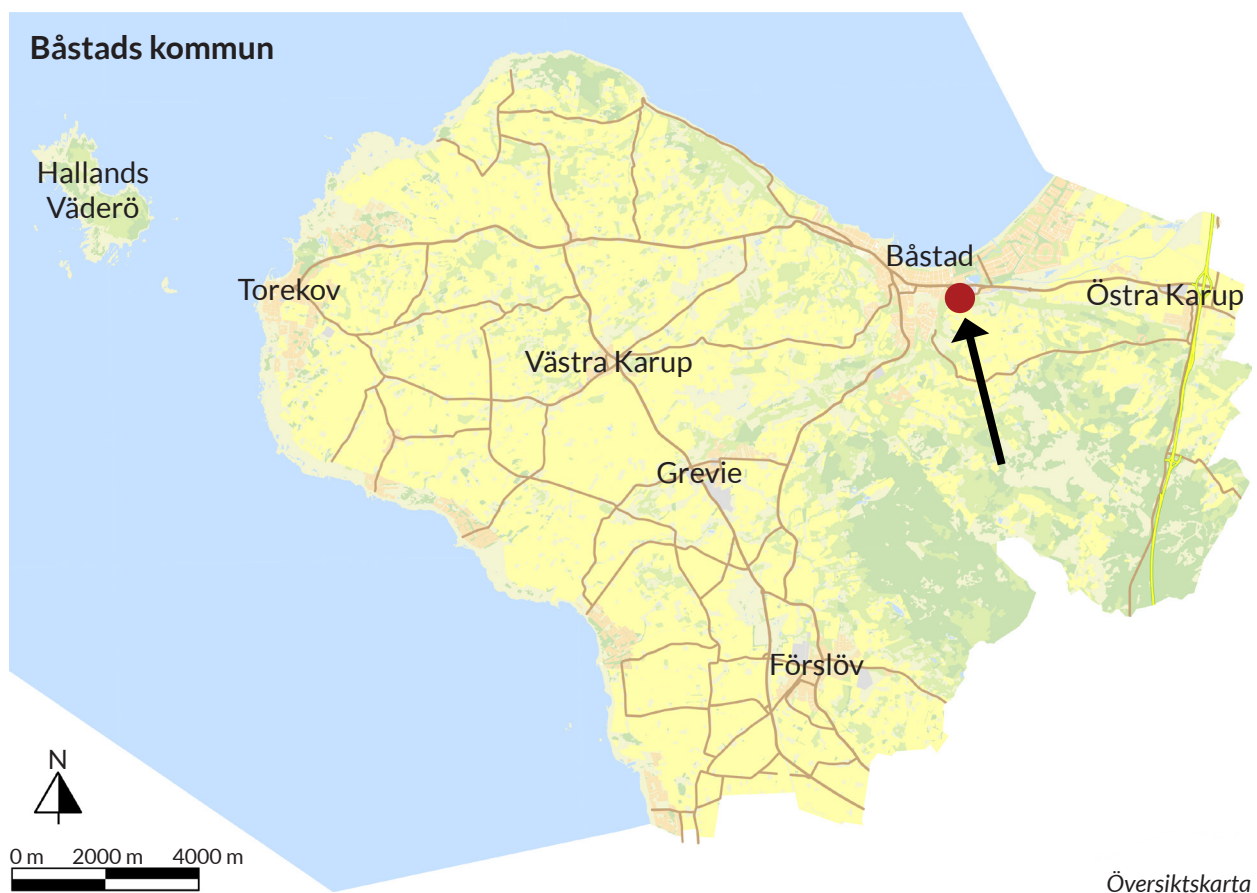 Båstads kommun
Hallands
Väderö
Båstad
Torekov
Östra Karup
Västra Karup
Grevie
Förslöv
N
0 m 2000 m 4000 m
Översiktskarta